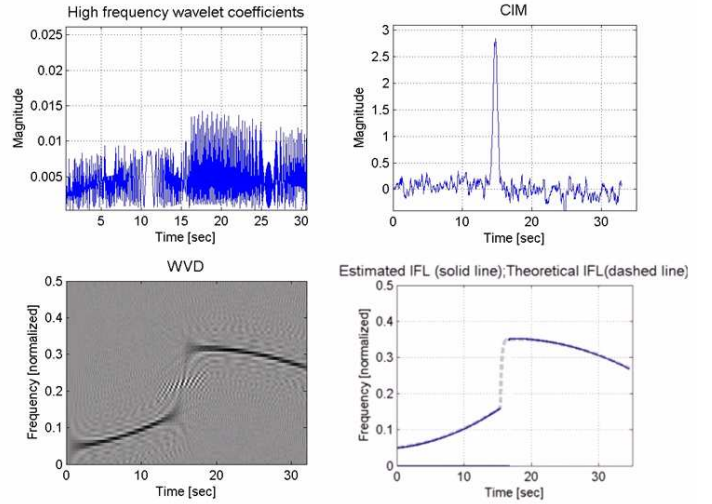 High frequency wavelet coefficients
0.025
0.02
0.015
0.01
0.005
Magnitude
5 10 15 20 25 30
Time [sec]
CIM
3
2.5
2
1.5
1
0.5
0
Magnitude
0 10 20 30
Time [sec]
WVD
0.5
0.4
0.3
0.2
0.1
0
Frequency [normalized]
0 10 20 30
Time [sec]
Estimated IFL (solid line);Theoretical IFL(dashed line)
0.5
0.4
0.3
0.2
0.1
0
Frequency [normalized]
0 10 20 30
Time [sec]